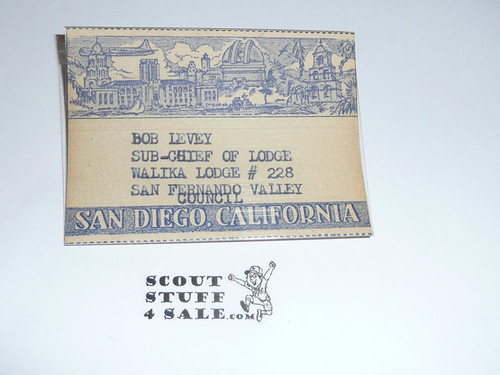 BOB LEVEY
SUB-CHIEF OF LODGE
WALIKA LODGE # 228
SAN FERNANDO VALLEY
COUNCIL
SAN DIEGO, CALIFORNIA
SCOUT
STUFF
4 SALE.COM